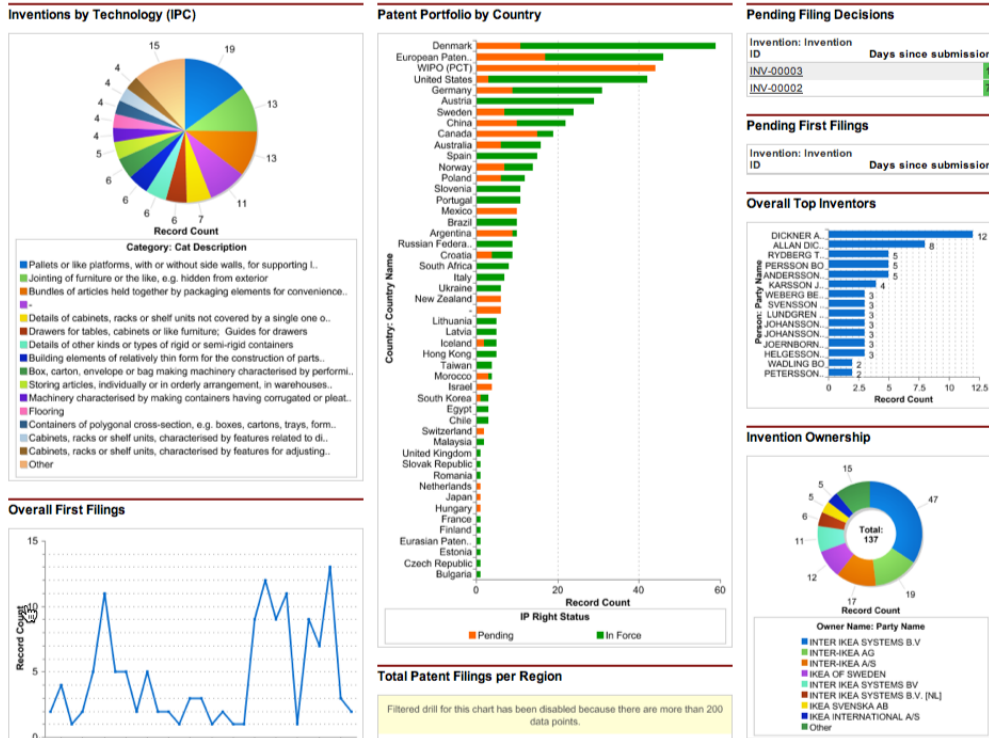 Inventions by Technology (IPC)
15
19
4
4
4
4
4
5
6
6
6
6
7
11
13
13
Record Count
Category: Cat Description
Pallets or like platforms, with or without side walls, for supporting l..
Jointing of furniture or the like, e.g. hidden from exterior
Bundles of articles held together by packaging elements for convenience..
-
Details of cabinets, racks or shelf units not covered by a single one o..
Drawers for tables, cabinets or like furniture; Guides for drawers
Details of other kinds or types of rigid or semi-rigid containers
Building elements of relatively thin form for the construction of parts..
Box, carton, envelope or bag making machinery characterised by performi..
Storing articles, individually or in orderly arrangement, in warehouses..
Machinery characterised by making containers having corrugated or pleat..
Flooring
Containers of polygonal cross-section, e.g. boxes, cartons, trays, form..
Cabinets, racks or shelf units, characterised by features related to di..
Cabinets, racks or shelf units, characterised by features for adjusting..
Other
Overall First Filings
Record Count
15
10
5
0
Patent Portfolio by Country
Country: Country Name
Denmark
European Paten..
WIPO (PCT)
United States
Germany
Austria
Sweden
China
Canada
Australia
Spain
Norway
Poland
Slovenia
Portugal
Mexico
Brazil
Argentina
Russian Federa..
Croatia
South Africa
Italy
Ukraine
New Zealand
-
Lithuania
Latvia
Iceland
Hong Kong
Taiwan
Morocco
Israel
South Korea
Egypt
Chile
Switzerland
Malaysia
United Kingdom
Slovak Republic
Romania
Netherlands
Japan
Hungary
France
Finland
Eurasian Paten..
Estonia
Czech Republic
Bulgaria
0 20 40 60
Record Count
IP Right Status
Pending In Force
Total Patent Filings per Region
Filtered drill for this chart has been disabled because there are more than 200
data points.
Pending Filing Decisions
Invention: Invention
ID Days since submission
INV-00003
INV-00002
Pending First Filings
Invention: Invention
ID Days since submission
Overall Top Inventors
Person: Party Name
DICKNER A.. 12
ALLAN DIC.. 8
RYDBERG T.. 5
PERSSON BO 5
ANDERSSON.. 5
KARSSON J.. 4
WEBERG BE.. 3
SVENSSON .. 3
LUNDGREN .. 3
JOHANSSON.. 3
JOHANSSON.. 3
JOERNBORN.. 3
HELGESSON.. 3
WADLING BO 2
PETERSSON.. 2
0 2.5 5 7.5 10 12.5
Record Count
Invention Ownership
15
5
5
6
11
12
17
19
47
Total:
137
Record Count
Owner Name: Party Name
INTER IKEA SYSTEMS B.V
INTER-IKEA AG
INTER-IKEA A/S
IKEA OF SWEDEN
INTER IKEA SYSTEMS BV
INTER IKEA SYSTEMS B.V. [NL]
IKEA SVENSKA AB
IKEA INTERNATIONAL A/S
Other